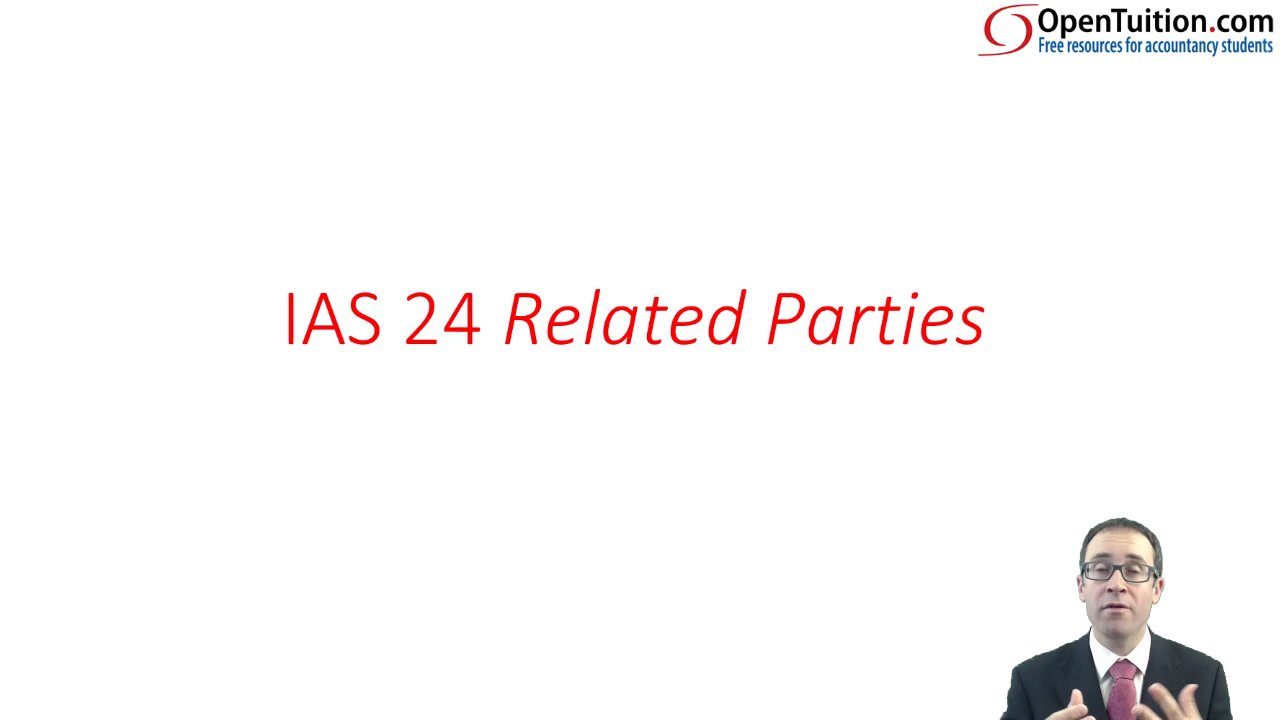 OpenTuition.com
Free resources for accountancy students
IAS 24 Related Parties